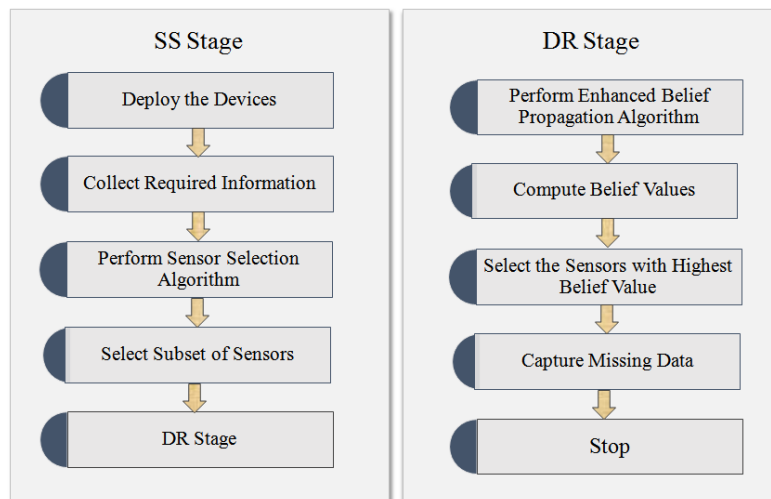 SS Stage
Deploy the Devices
Collect Required Information
Perform Sensor Selection
Algorithm
Select Subset of Sensors
DR Stage
DR Stage
Perform Enhanced Belief
Propagation Algorithm
Compute Belief Values
Select the Sensors with Highest
Belief Value
Capture Missing Data
Stop